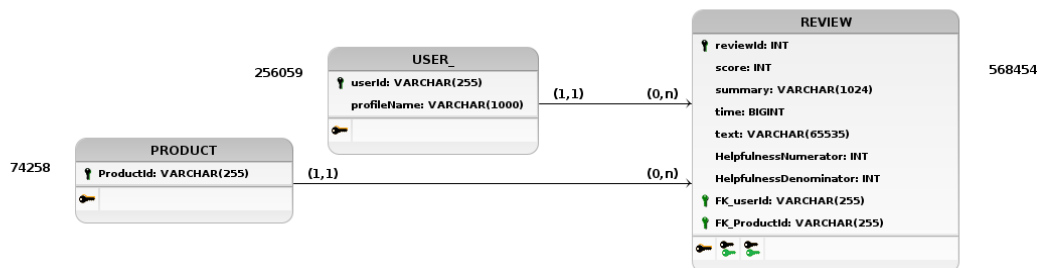 REVIEW
reviewId: INT
score: INT
summary: VARCHAR(1024)
time: BIGINT
text: VARCHAR(65535)
HelpfulnessNumerator: INT
HelpfulnessDenominator: INT
FK_userId: VARCHAR(255)
FK_ProductId: VARCHAR(255)
568454
USER_
userId: VARCHAR(255)
profileName: VARCHAR(1000)
256059
(1,1)
(0,n)
PRODUCT
ProductId: VARCHAR(255)
74258
(1,1)
(0,n)